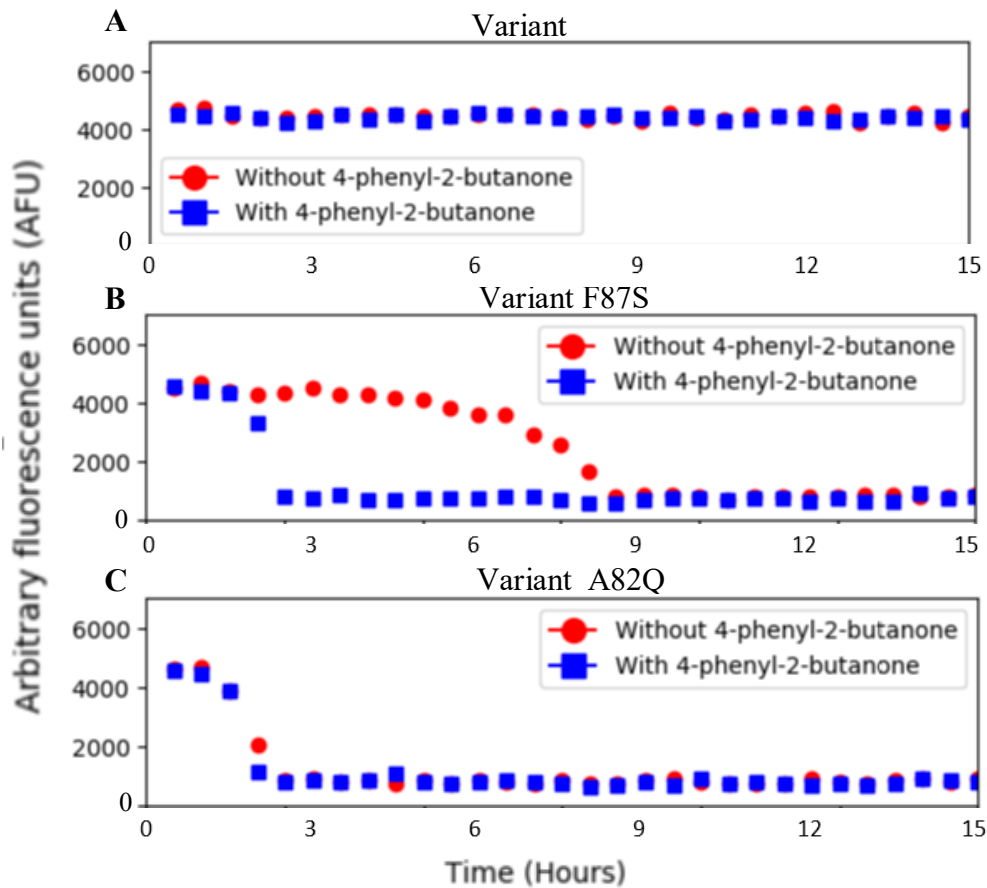 A
Variant
6000
4000
2000
0
Without 4-phenyl-2-butanone
With 4-phenyl-2-butanone
0 3 6 9 12 15
B
Variant F87S
6000
4000
2000
0
Without 4-phenyl-2-butanone
With 4-phenyl-2-butanone
0 3 6 9 12 15
C
Variant A82Q
6000
4000
2000
0
Without 4-phenyl-2-butanone
With 4-phenyl-2-butanone
0 3 6 9 12 15
Arbitrary fluorescence units (AFU)
Time (Hours)